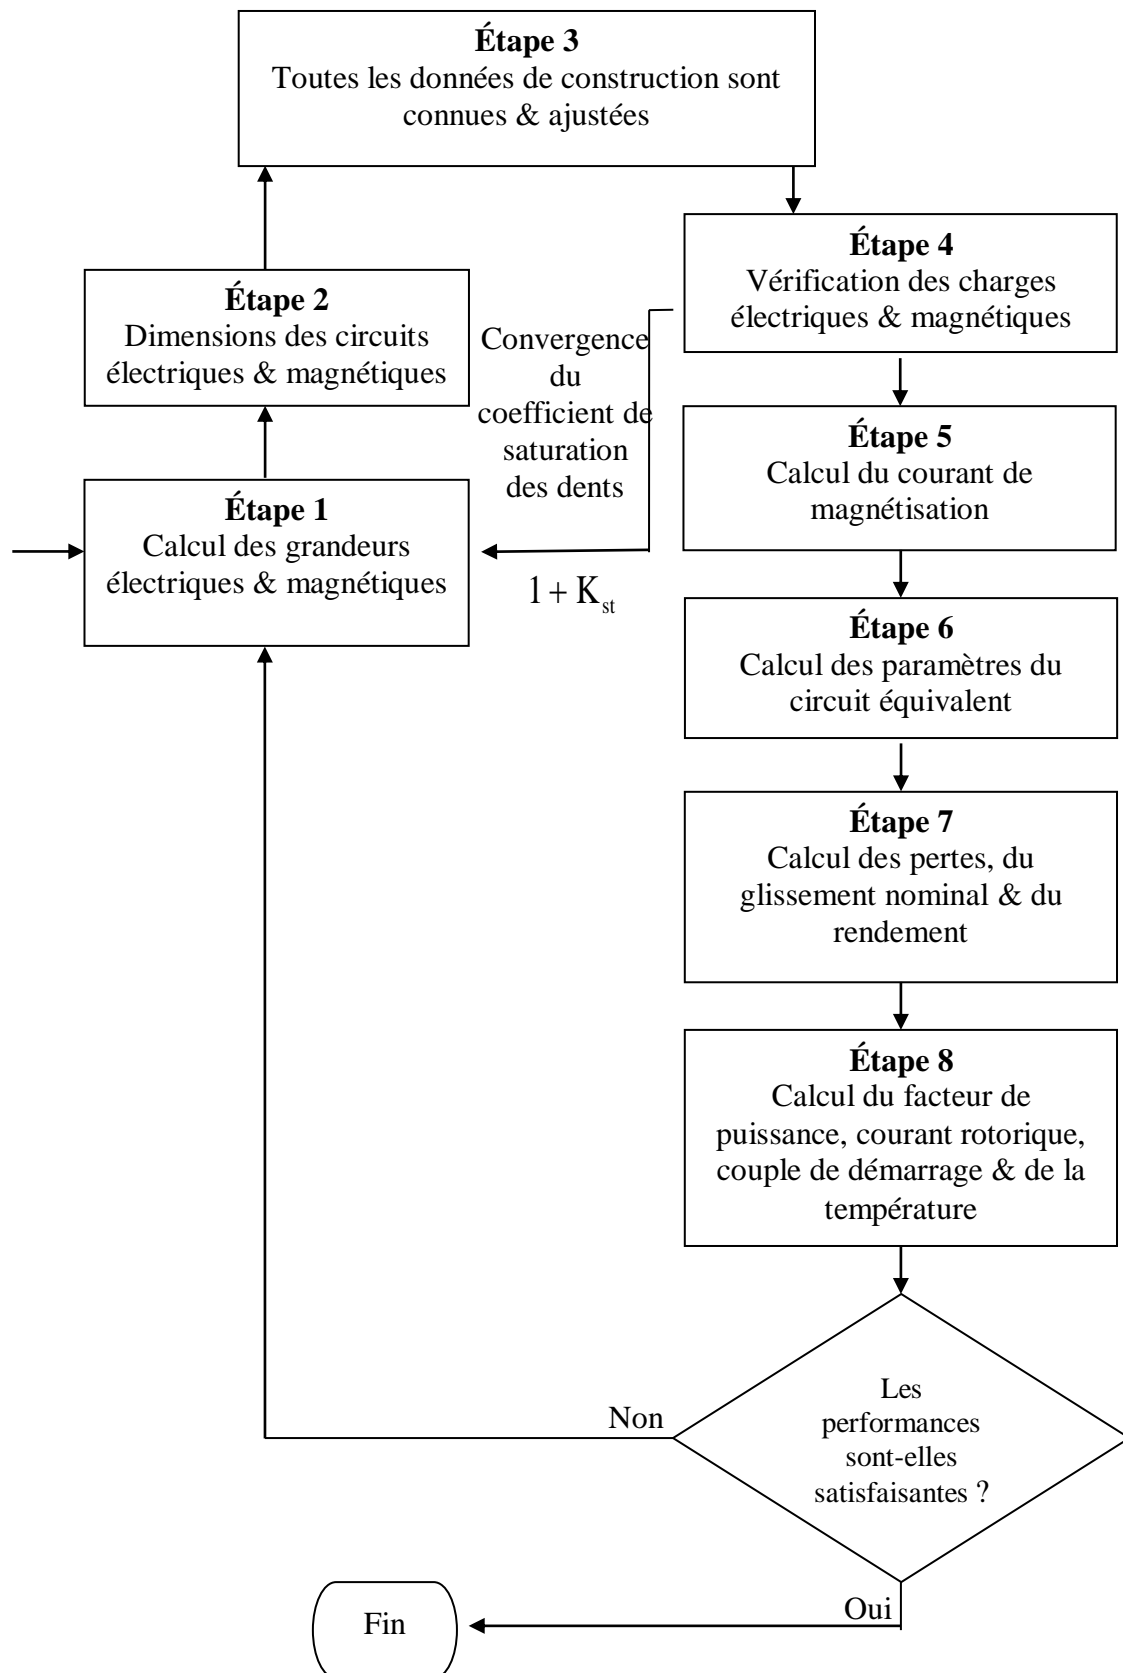 Étape 3
Toutes les données de construction sont
connues & ajustées
Étape 4
Vérification des charges
électriques & magnétiques
Étape 2
Dimensions des circuits
électriques & magnétiques
Convergence
du
coefficient de
saturation
des dents
Étape 5
Calcul du courant de
magnétisation
Étape 1
Calcul des grandeurs
électriques & magnétiques
1 + Kst
Étape 6
Calcul des paramètres du
circuit équivalent
Étape 7
Calcul des pertes, du
glissement nominal & du
rendement
Étape 8
Calcul du facteur de
puissance, courant rotorique,
couple de démarrage & de la
température
Les
performances
sont-elles
satisfaisantes ?
Non
Oui
Fin